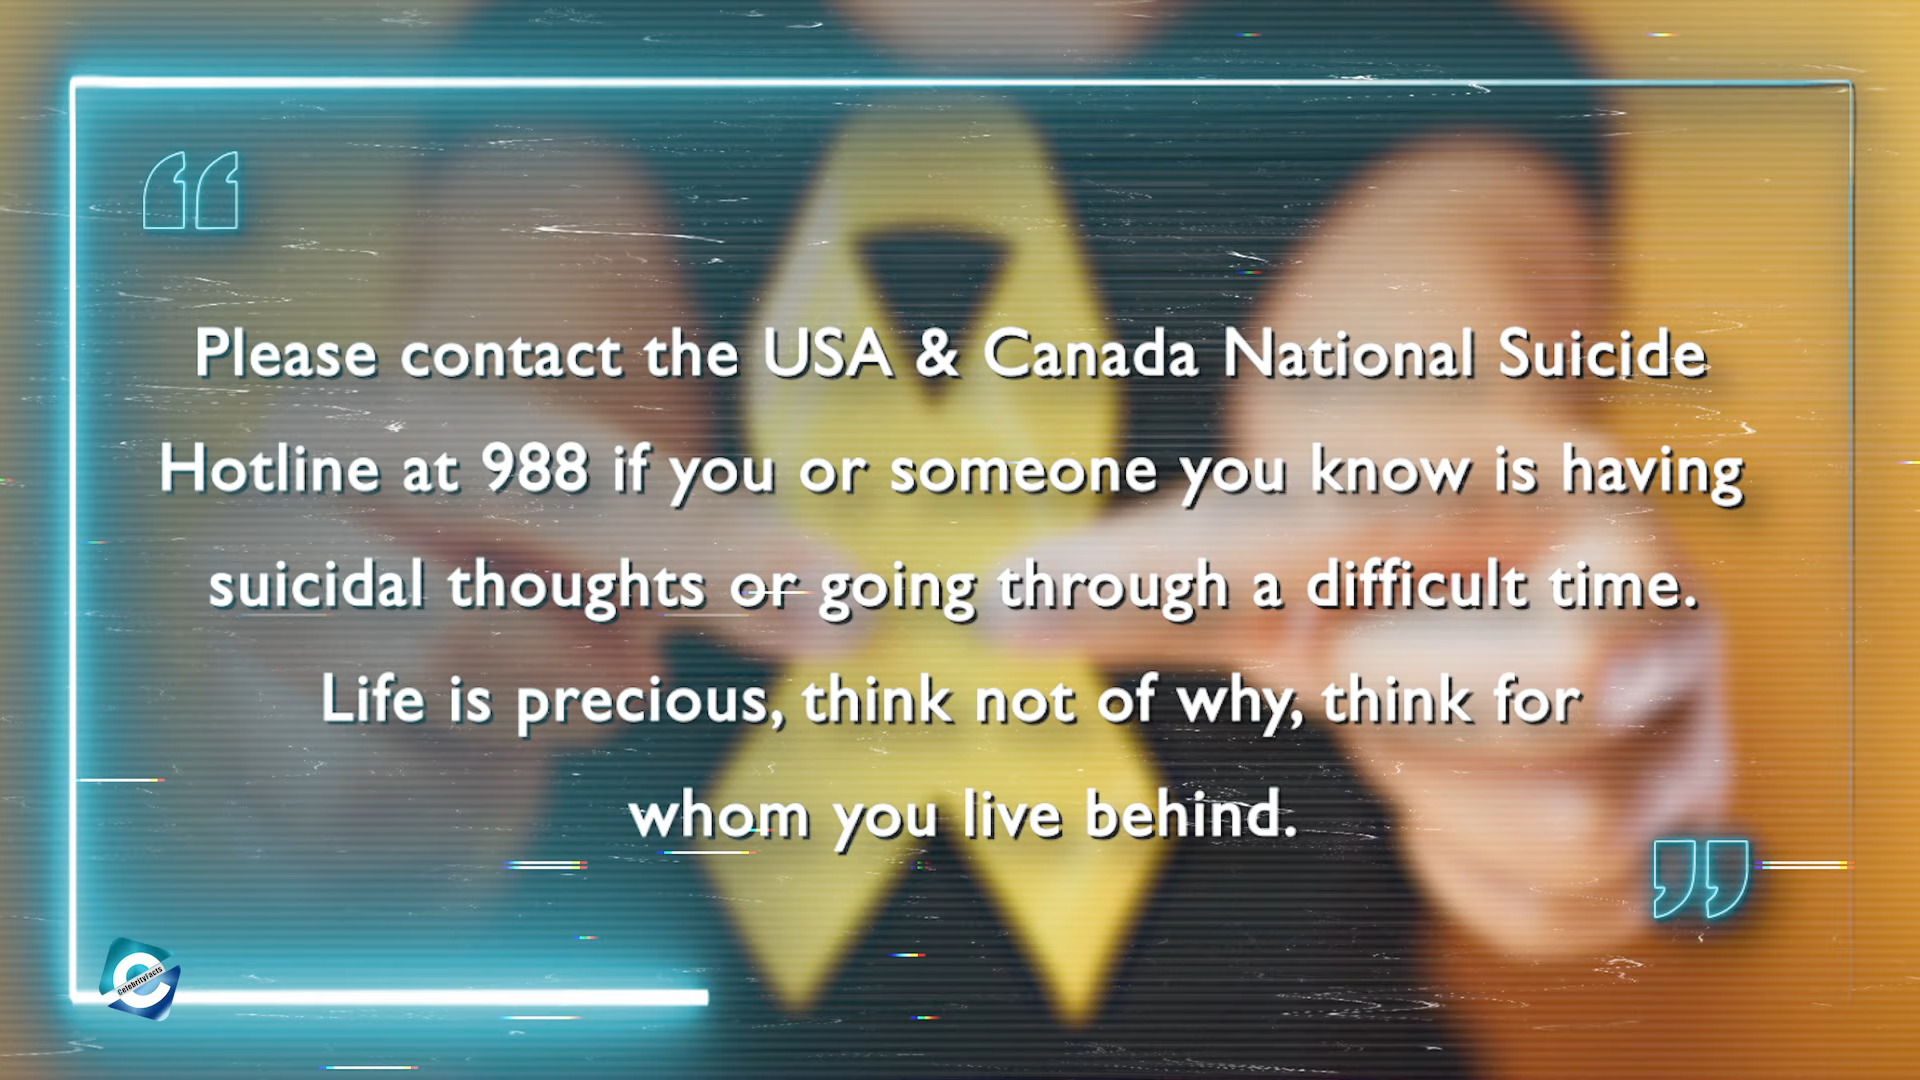 Please contact the USA & Canada National Suicide
Hotline at 988 if you or someone you know is having
suicidal thoughts or going through a difficult time.
Life is precious, think not of why, think for
whom you live behind.
CelebrityFacts